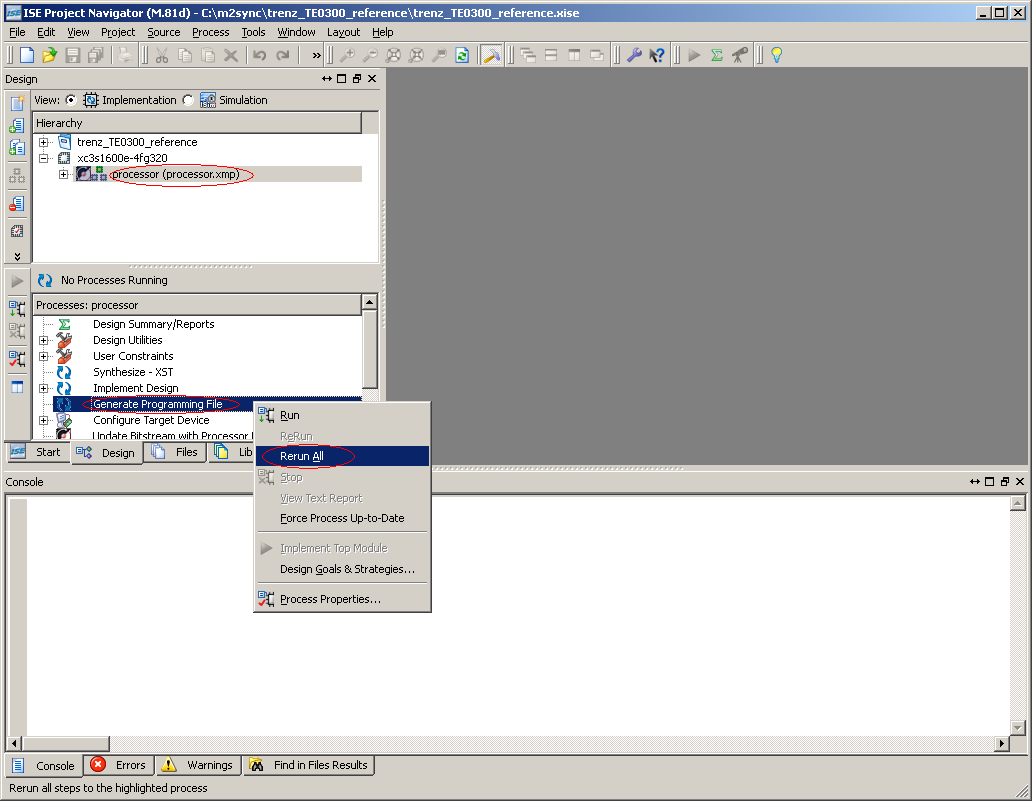 ISE Project Navigator (M.81d) - C:\m2sync\trenz_TE0300_reference\trenz_TE0300_reference.xise
File Edit View Project Source Process Tools Window Layout Help
Design
View: Implementation Simulation
Hierarchy
trenz_TE0300_reference
xc3s1600e-4fg320
processor (processor.xmp)
No Processes Running
Processes: processor
Design Summary/Reports
Design Utilities
User Constraints
Synthesize - XST
Implement Design
Generate Programming File
Configure Target Device
Update Bitstream with Processor
Start Design Files Lib
Run
ReRun
Rerun All
Stop
View Text Report
Force Process Up-to-Date
Implement Top Module
Design Goals & Strategies...
Process Properties...
Console
Console Errors Warnings Find in Files Results
Rerun all steps to the highlighted process